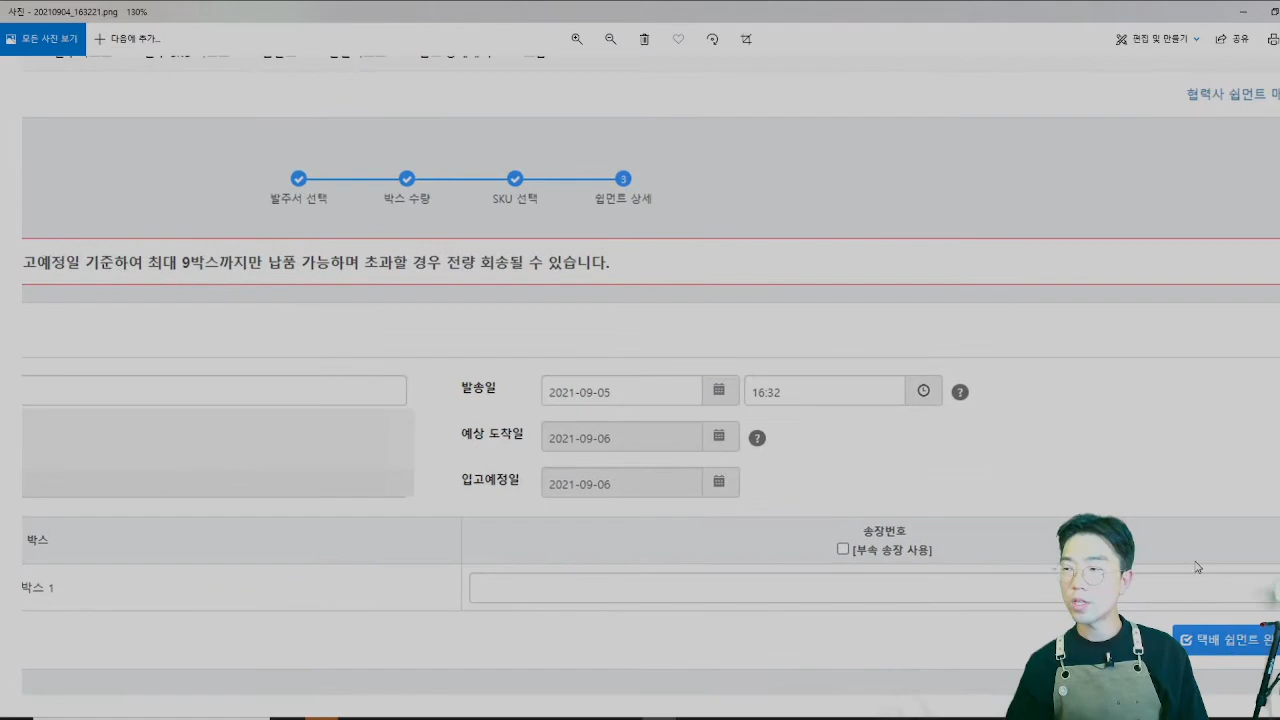 사진 - 20210904_163221.png 130%
모든 사진 보기
다음에 추가..
편집 및 만들기
공유
협력사 쉽먼트
3
발주서 선택
박스 수량
SKU 선택
쉽먼트 상세
고예정일 기준하여 최대 9박스까지만 납품 가능하며 초과할 경우 전량 회송될 수 있습니다.
발송일
2021-09-05
16:32
?
예상 도착일
2021-09-06
?
입고예정일
2021-09-06
박스
송장번호
[부속 송장 사용]
박스 1
택배 쉽먼트